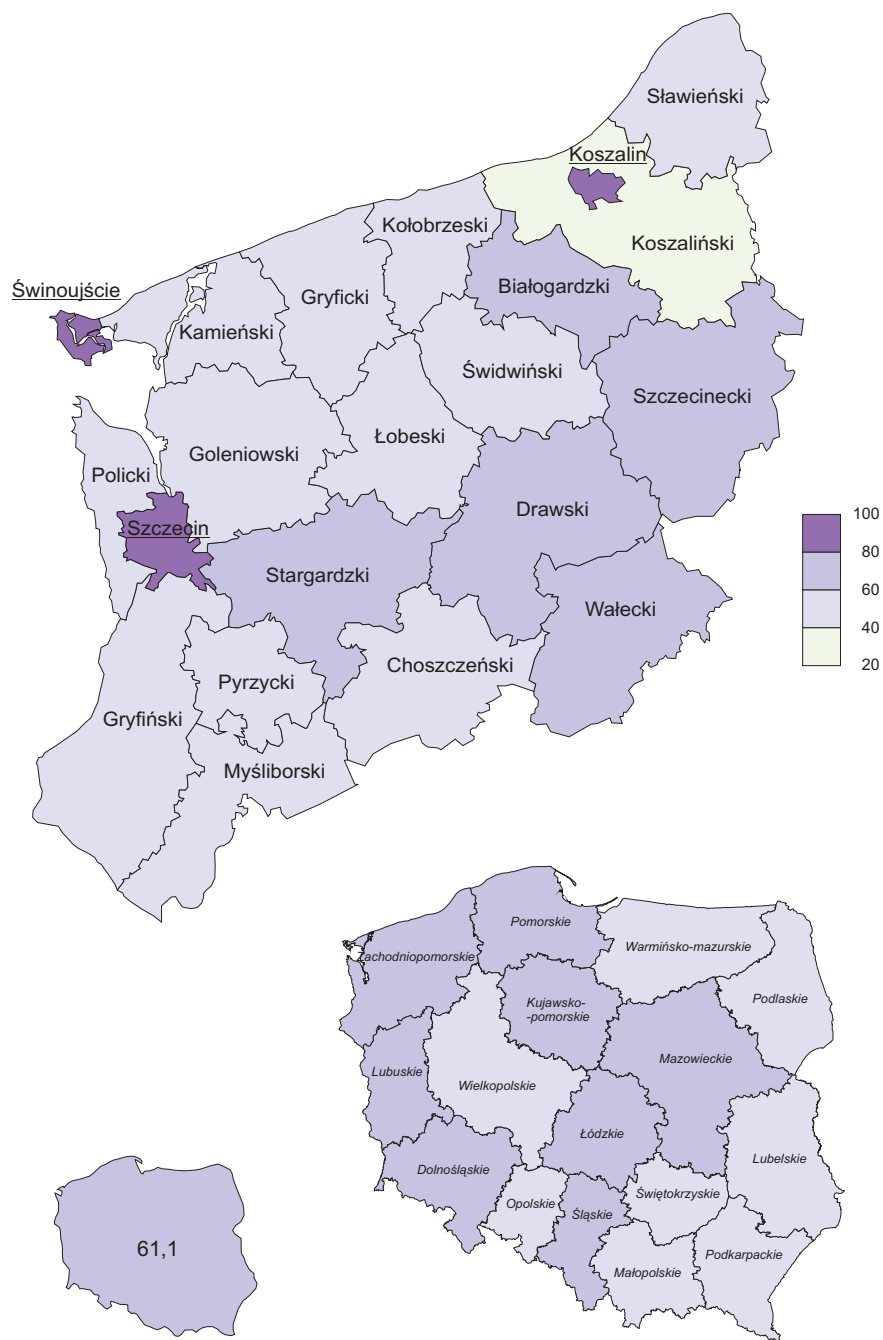 Sławieński
Koszalin
Kołobrzeski
Koszaliński
Białogardzki
Świnoujście
Gryficki
Kamieński
Świdwiński
Szczecinecki
Łobeski
Goleniowski
Policki
Drawski
Szczecin
Stargardzki
Wałecki
Choszczeński
Pyrzycki
Gryfiński
Myśliborski
100
80
60
40
20
Pomorskie
Warmińsko-mazurskie
Zachodniopomorskie
Podlaskie
Kujawsko-
-pomorskie
Mazowieckie
Lubuskie
Wielkopolskie
Łódzkie
Lubelskie
Dolnośląskie
Świętokrzyskie
Opolskie
Śląskie
Podkarpackie
Małopolskie
61,1